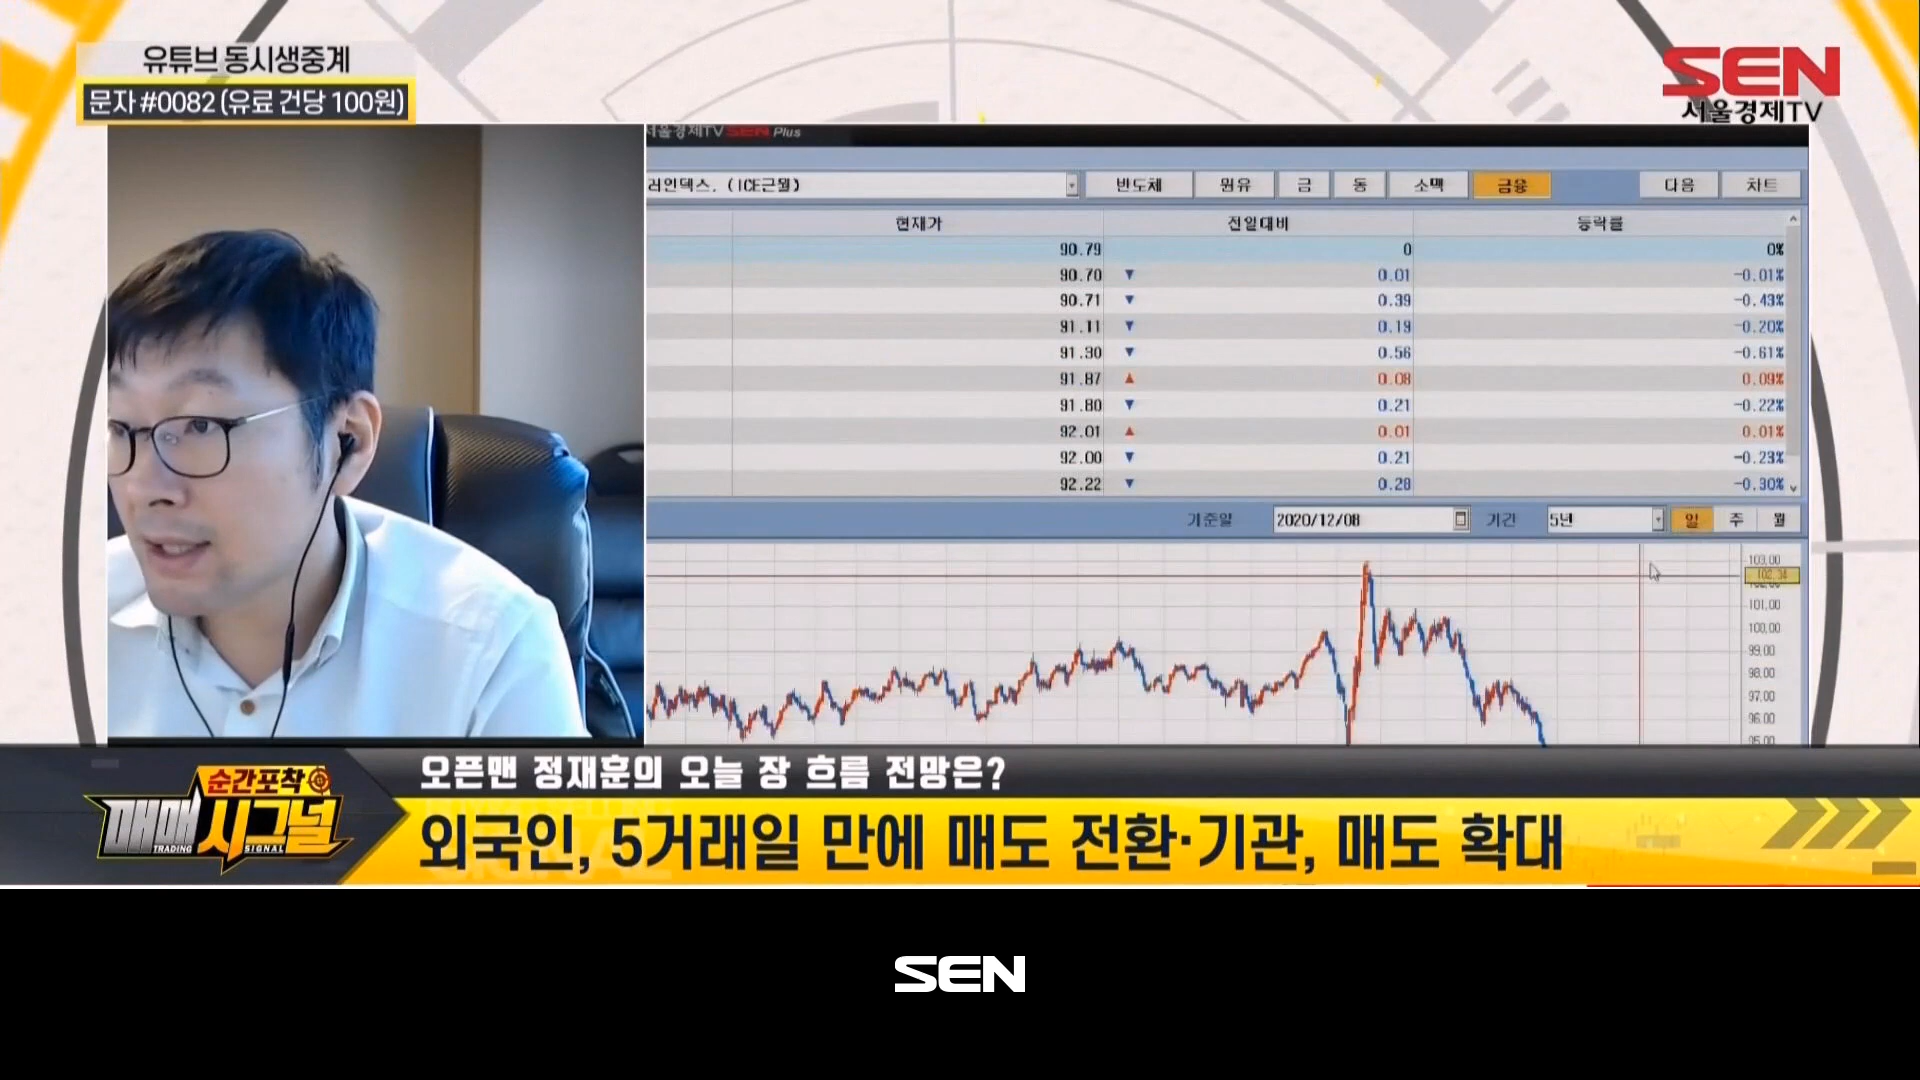 유튜브 동시생중계
문자 #0082 (유료 건당 100원)
SEN
서울경제TV
서울경제TV SEN Plus
러인덱스, (ICE근월)
반도체 원유 금 동 소맥 금융 다음 차트
현재가 전일대비 등락률
90.79 0 0%
90.70 ▼ 0.01 -0.01%
90.71 ▼ 0.39 -0.43%
91.11 ▼ 0.19 -0.20%
91.30 ▼ 0.56 -0.61%
91.87 ▲ 0.08 0.09%
91.80 ▼ 0.21 -0.22%
92.01 ▲ 0.01 0.01%
92.00 ▼ 0.21 -0.23%
92.22 ▼ 0.28 -0.30%
기준일 2020/12/08 기간 5년 일 주 월
103.00
102.34
101.00
100.00
99.00
98.00
97.00
96.00
95.00
순간포착
매매 시그널
TRADING SIGNAL
오픈맨 정재훈의 오늘 장 흐름 전망은?
외국인, 5거래일 만에 매도 전환·기관, 매도 확대
SEN